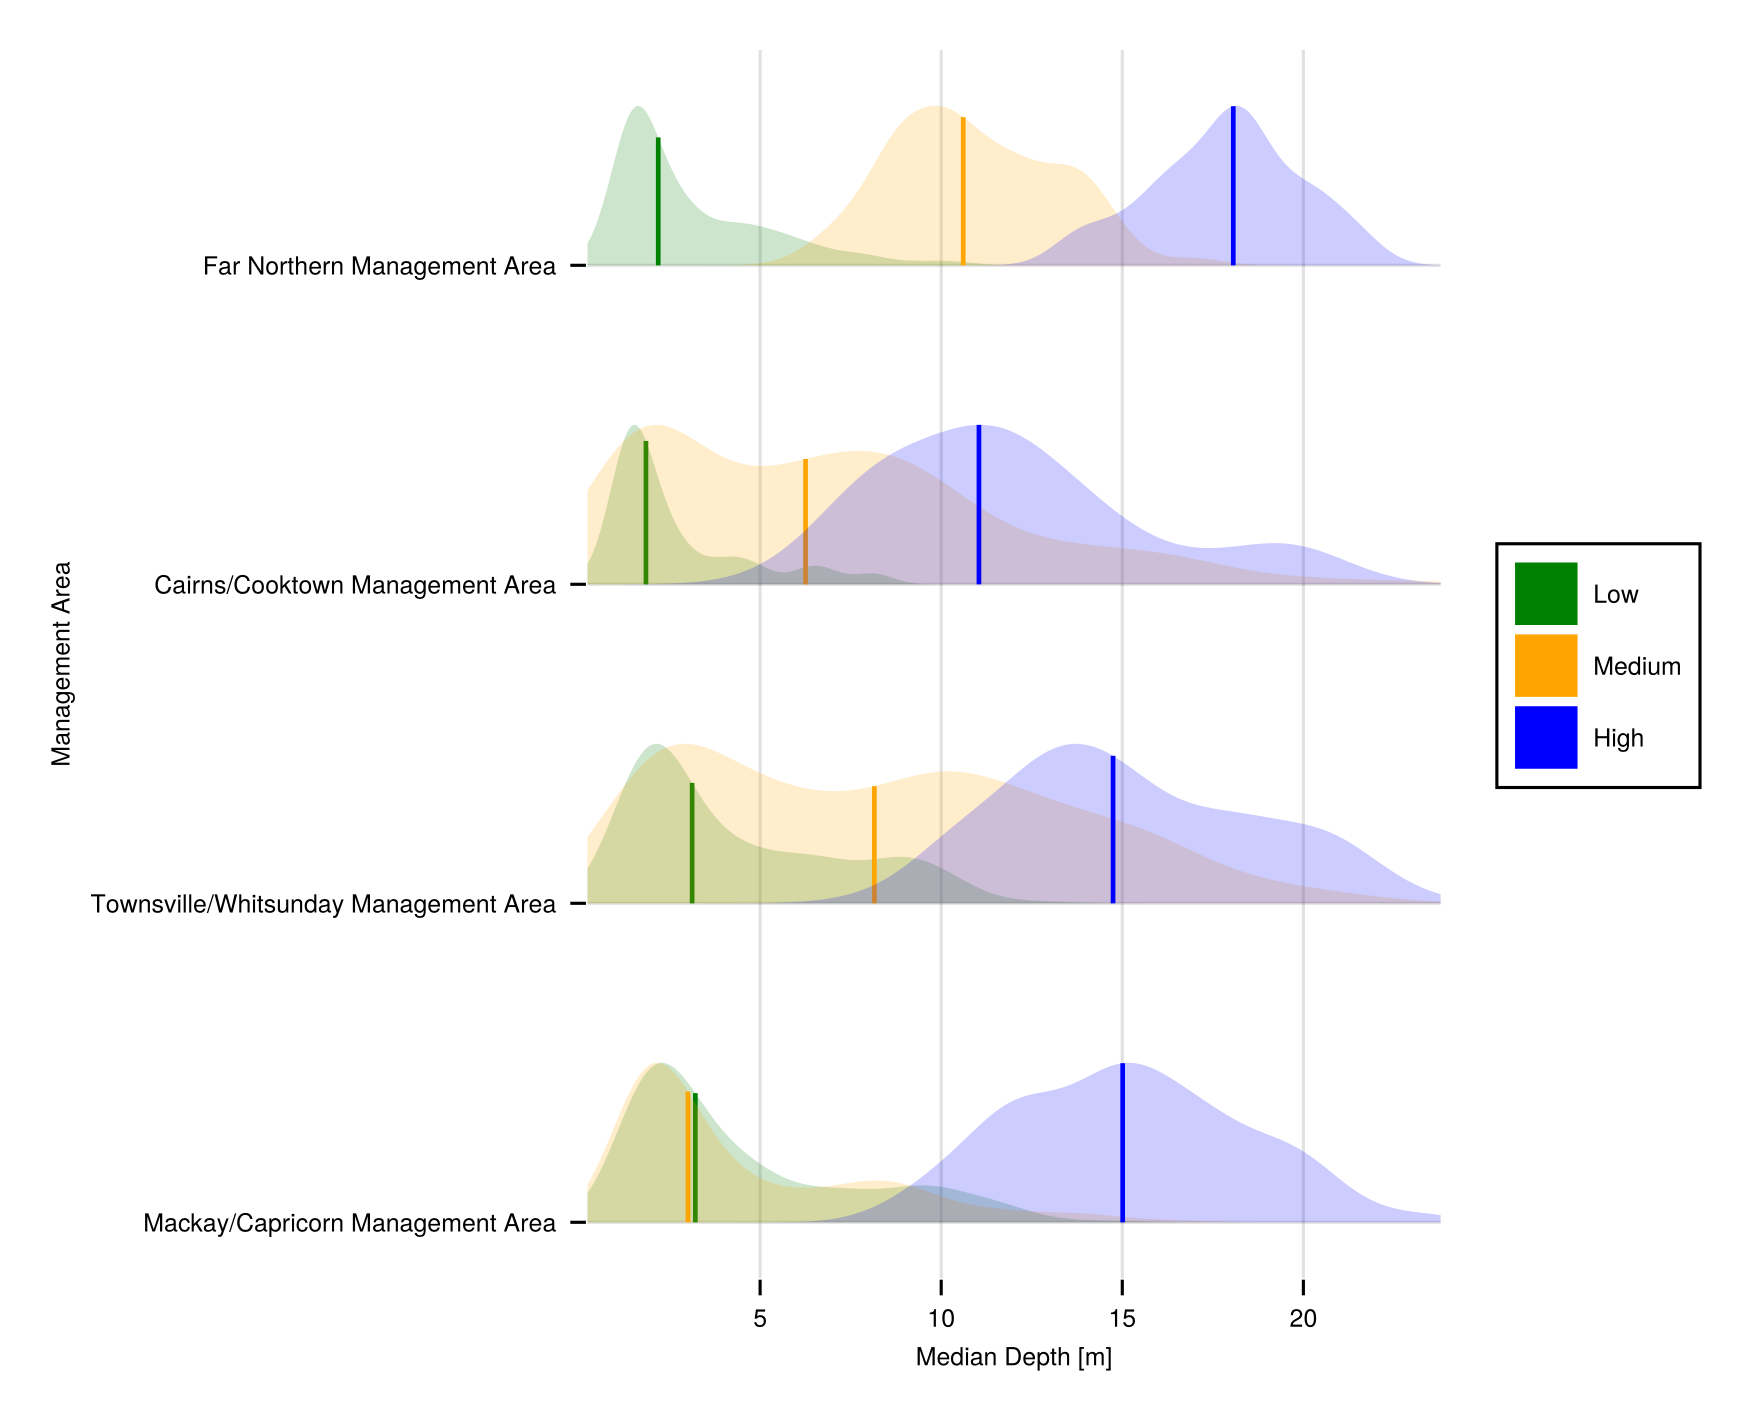 Far Northern Management Area
Cairns/Cooktown Management Area
Townsville/Whitsunday Management Area
Mackay/Capricorn Management Area
Management Area
5 10 15 20
Median Depth [m]
Low
Medium
High